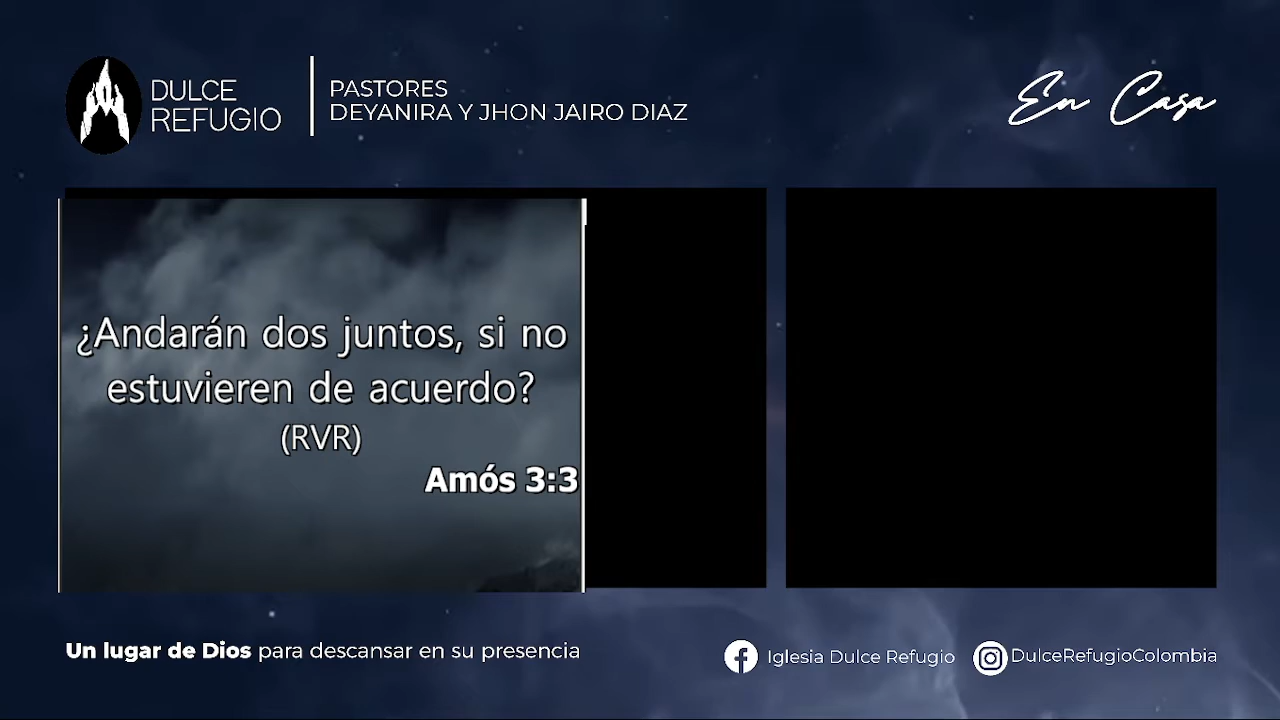 DULCE
REFUGIO
PASTORES
DEYANIRA Y JHON JAIRO DIAZ
En Casa
¿Andarán dos juntos, si no
estuvieren de acuerdo?
(RVR)
Amós 3:3
Un lugar de Dios para descansar en su presencia
Iglesia Dulce Refugio
DulceRefugioColombia